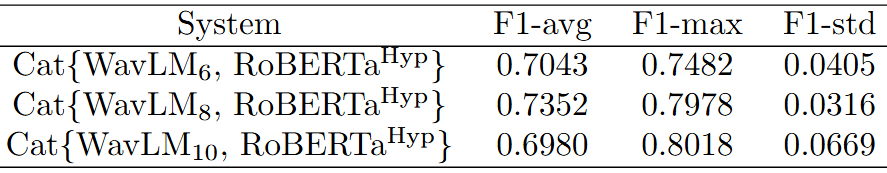 System F1-avg F1-max F1-std
Cat{WavLM₆, RoBERTaᴴʸᵖ} 0.7043 0.7482 0.0405
Cat{WavLM₈, RoBERTaᴴʸᵖ} 0.7352 0.7978 0.0316
Cat{WavLM₁₀, RoBERTaᴴʸᵖ} 0.6980 0.8018 0.0669